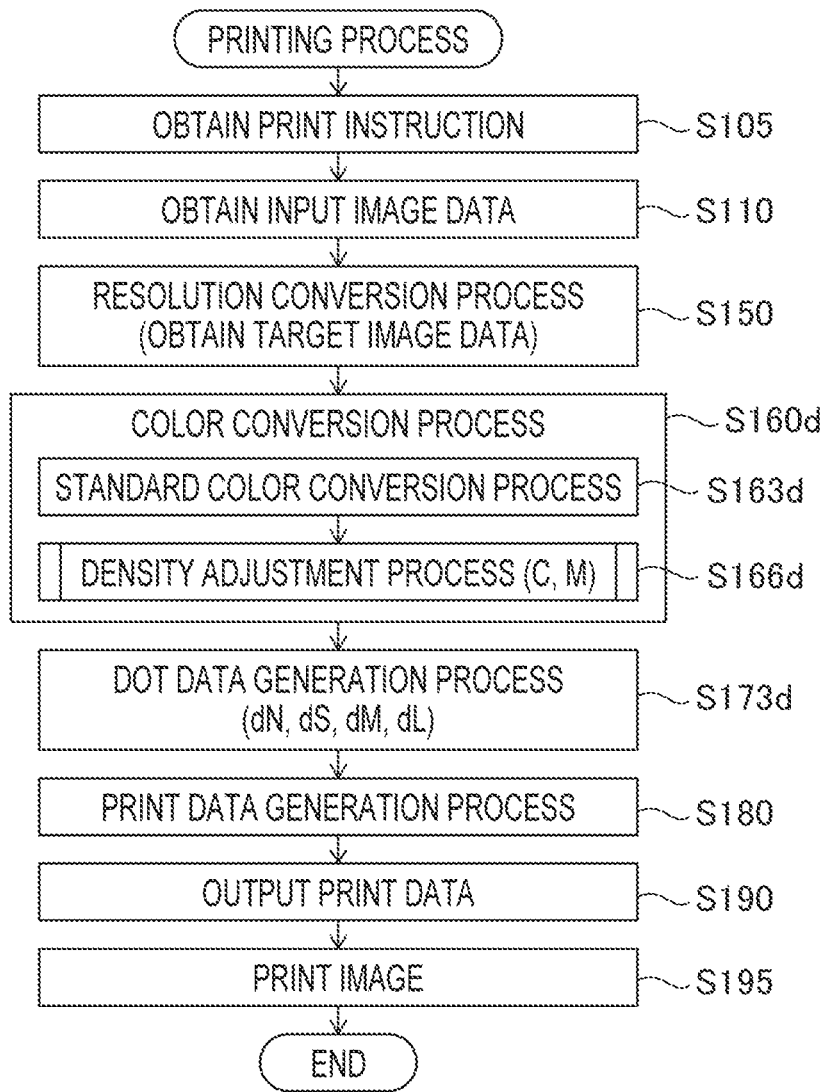 PRINTING PROCESS
OBTAIN PRINT INSTRUCTION
S105
OBTAIN INPUT IMAGE DATA
S110
RESOLUTION CONVERSION PROCESS
(OBTAIN TARGET IMAGE DATA)
S150
COLOR CONVERSION PROCESS
S160d
STANDARD COLOR CONVERSION PROCESS
S163d
DENSITY ADJUSTMENT PROCESS (C, M)
S166d
DOT DATA GENERATION PROCESS
(dN, dS, dM, dL)
S173d
PRINT DATA GENERATION PROCESS
S180
OUTPUT PRINT DATA
S190
PRINT IMAGE
S195
END